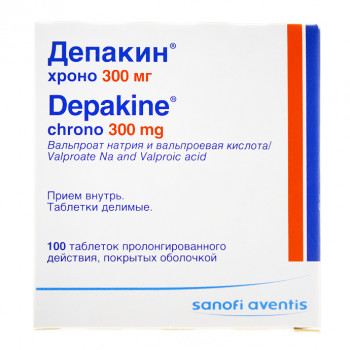 Депакин®
хроно 300 мг
Depakine®
chrono 300 mg
Вальпроат натрия и вальпроевая кислота/
Valproate Na and Valproic acid
Прием внутрь.
Таблетки делимые.
100 таблеток пролонгированного
действия, покрытых оболочкой
sanofi aventis